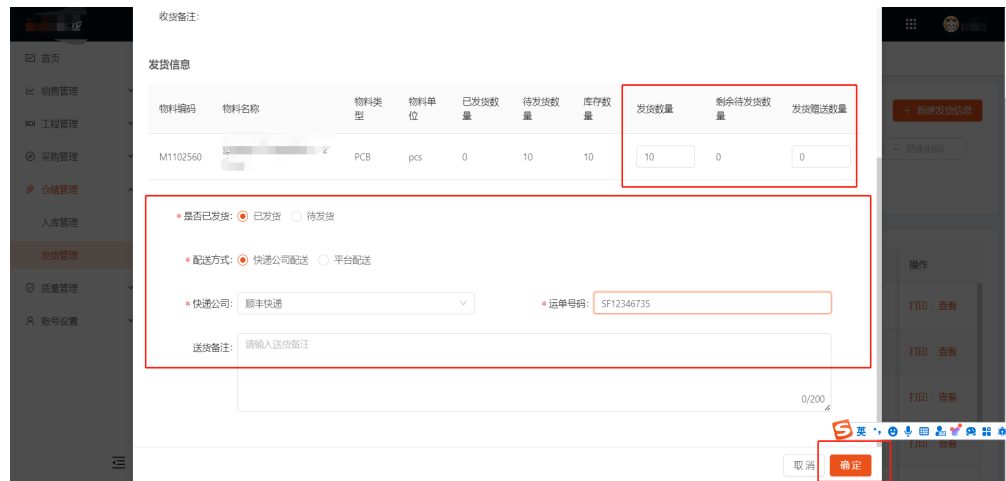 收货备注:
首页
发货信息
销售管理
物料编码 物料名称 物料类型 物料单位 已发货数量 待发货数量 库存数量 发货数量 剩余待发货数量 发货赠送数量
+ 新建发货信息
工程管理
采购管理
M1102560 PCB pcs 0 10 10 10 0 0
~ 结束时间
仓储管理
入库管理
* 是否已发货: 已发货 待发货
发货管理
* 配送方式: 快递公司配送 平台配送
操作
质量管理
* 快递公司: 顺丰快递 * 运单号码: SF12346735
打印 查看
账号设置
送货备注: 请输入送货备注
打印 查看
0/200
打印 查看
英
打印 查看
取消 确定